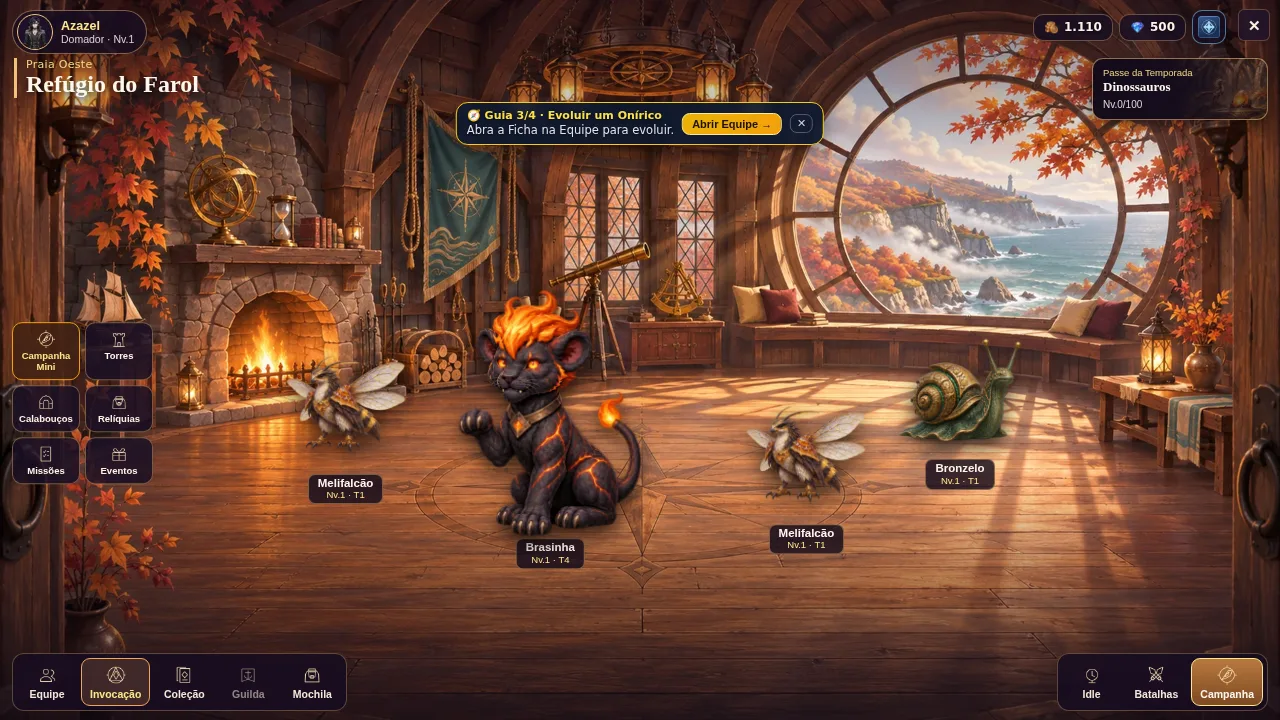 Azazel
Domador · Nv.1
Praia Oeste
Refúgio do Farol
1.110
500
✕
Passe da Temporada
Dinossauros
Nv.0/100
Guia 3/4 · Evoluir um Onírico
Abra a Ficha na Equipe para evoluir.
Abrir Equipe →
✕
Campanha
Mini
Torres
Calabouços
Relíquias
Missões
Eventos
Melifalcão
Nv.1 · T1
Brasinha
Nv.1 · T4
Melifalcão
Nv.1 · T1
Bronzelo
Nv.1 · T1
Equipe
Invocação
Coleção
Guilda
Mochila
Idle
Batalhas
Campanha